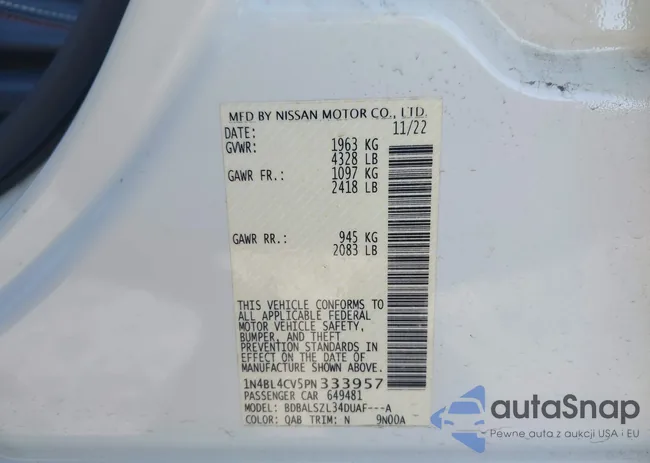 MFD BY NISSAN MOTOR CO., LTD.
DATE: 11/22
GVWR: 1963 KG
4328 LB
GAWR FR.: 1097 KG
2418 LB
GAWR RR.: 945 KG
2083 LB
THIS VEHICLE CONFORMS TO
ALL APPLICABLE FEDERAL
MOTOR VEHICLE SAFETY,
BUMPER, AND THEFT
PREVENTION STANDARDS IN
EFFECT ON THE DATE OF
MANUFACTURE SHOWN ABOVE.
1N4BL4CV5PN333957
PASSENGER CAR 649481
MODEL: BDBALSZL34DUAF---A
COLOR: QAB TRIM: N 9N00A
autoSnap
Pewne auta z aukcji USA i EU